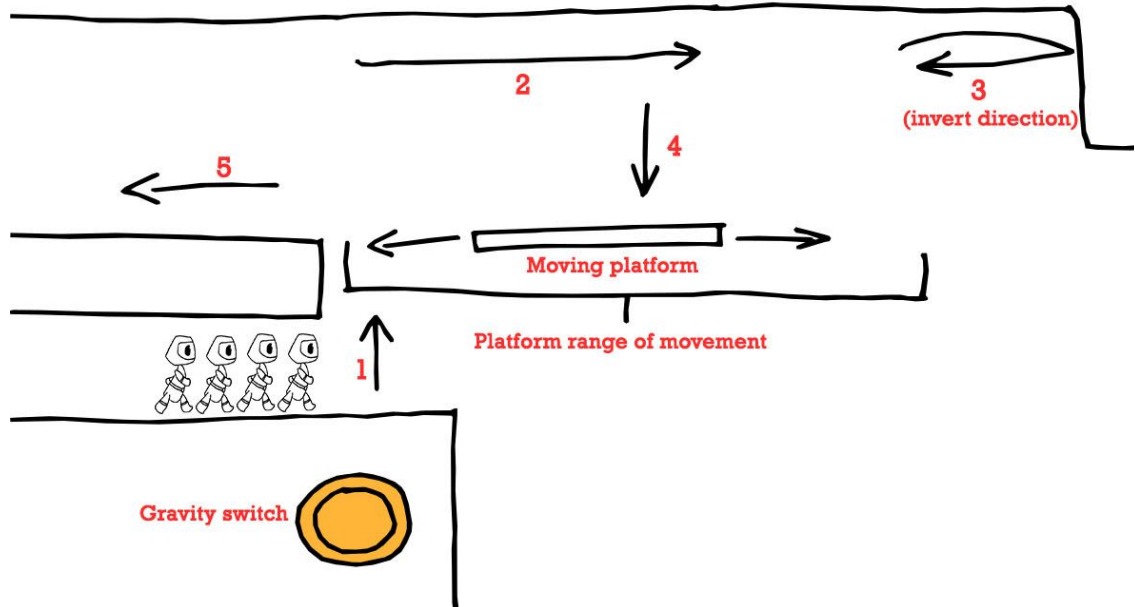 2
3
(invert direction)
4
5
Moving platform
Platform range of movement
1
Gravity switch